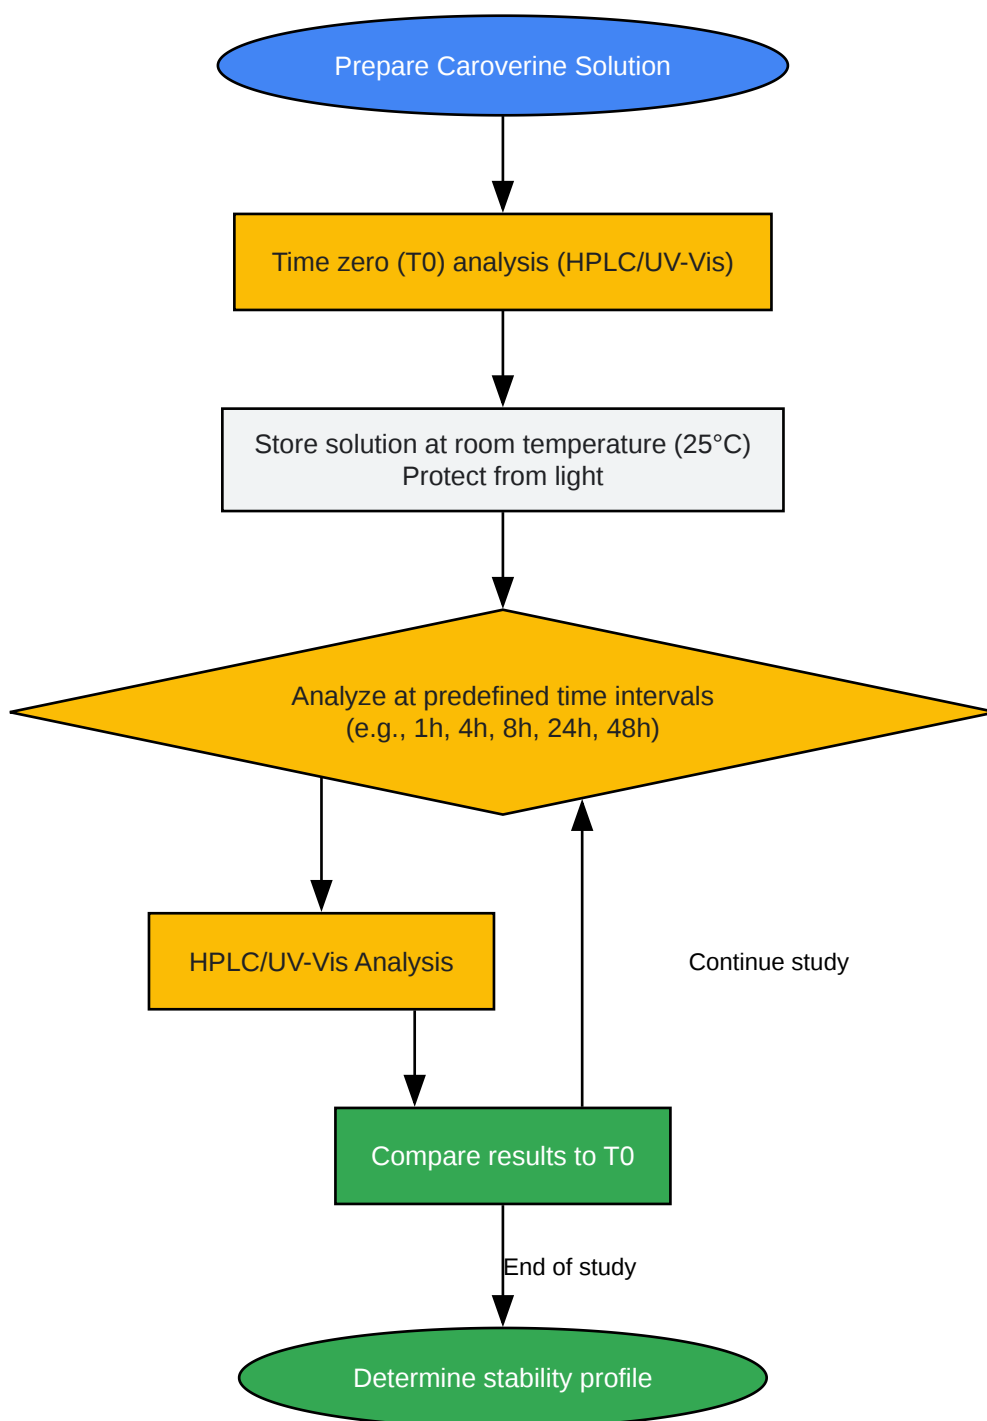 Prepare Caroverine Solution
Time zero (T0) analysis (HPLC/UV-Vis)
Store solution at room temperature (25°C)
Protect from light
Analyze at predefined time intervals
(e.g., 1h, 4h, 8h, 24h, 48h)
HPLC/UV-Vis Analysis
Continue study
Compare results to T0
End of study
Determine stability profile